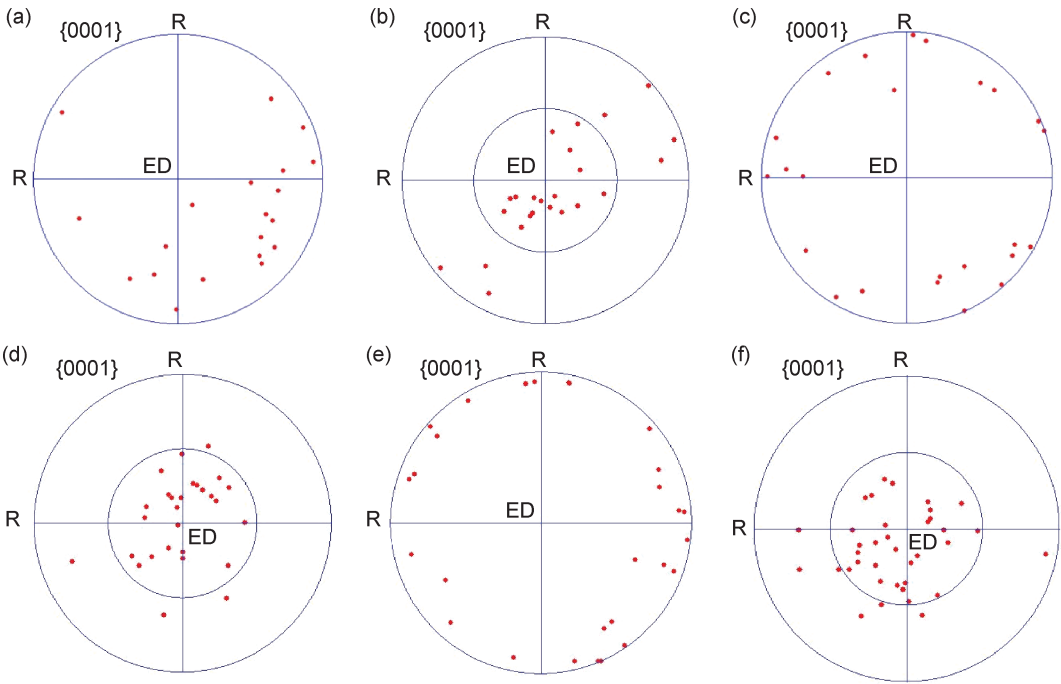 (a)
{0001}
R
R
ED
(b)
{0001}
R
R
ED
(c)
{0001}
R
R
ED
(d)
{0001}
R
R
ED
(e)
{0001}
R
R
ED
(f)
{0001}
R
R
ED